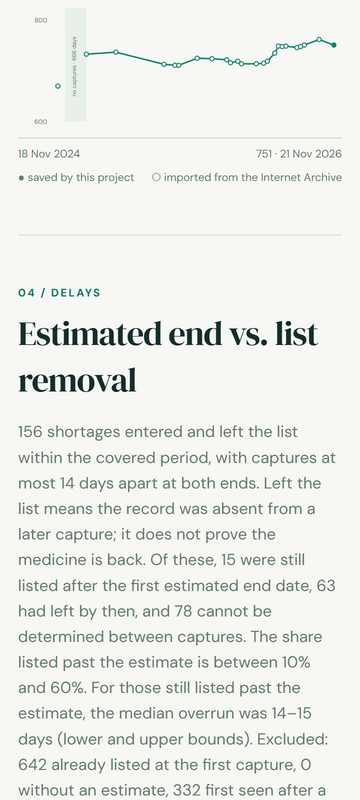 800
no captures · 666 days
600
18 Nov 2024
751 · 21 Nov 2026
● saved by this project
○ imported from the Internet Archive
04 / DELAYS
Estimated end vs. list
removal
156 shortages entered and left the list
within the covered period, with captures at
most 14 days apart at both ends. Left the
list means the record was absent from a
later capture; it does not prove the
medicine is back. Of these, 15 were still
listed after the first estimated end date, 63
had left by then, and 78 cannot be
determined between captures. The share
listed past the estimate is between 10%
and 60%. For those still listed past the
estimate, the median overrun was 14–15
days (lower and upper bounds). Excluded:
642 already listed at the first capture, 0
without an estimate, 332 first seen after a